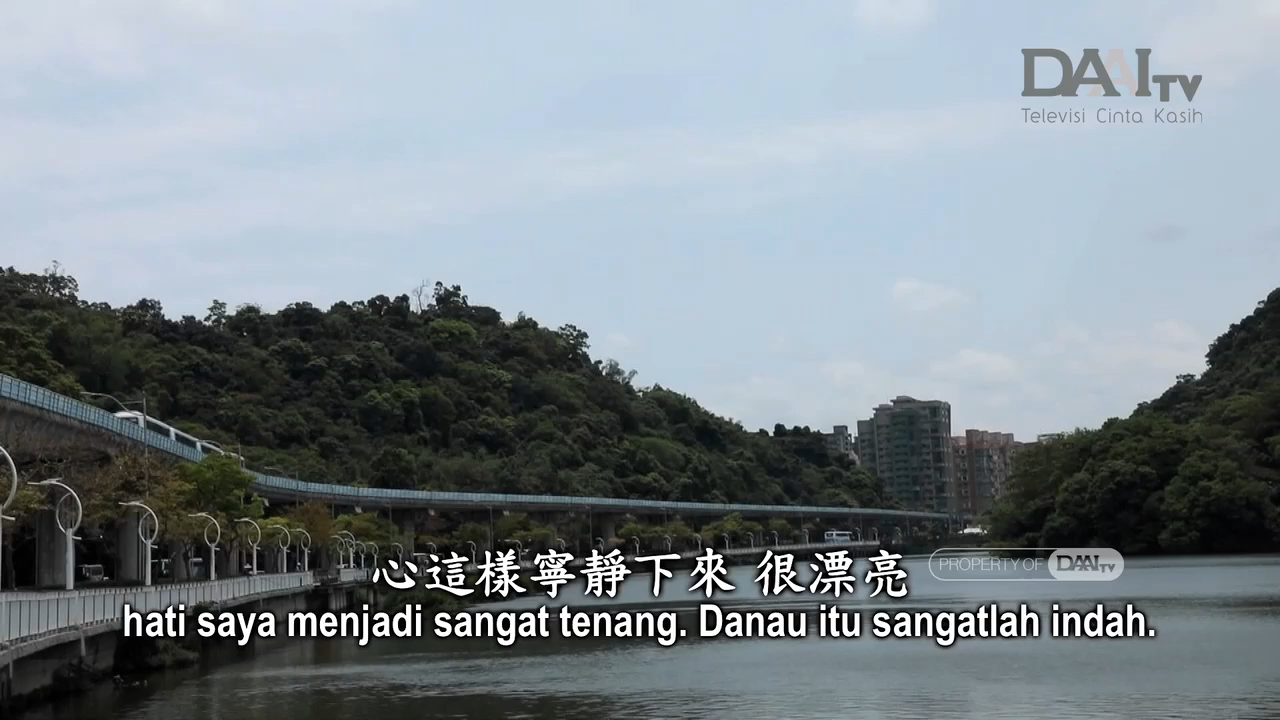 DAAI TV
Televisi Cinta Kasih
心這樣寧靜下來 很漂亮
PROPERTY OF DAAI TV
hati saya menjadi sangat tenang. Danau itu sangatlah indah.